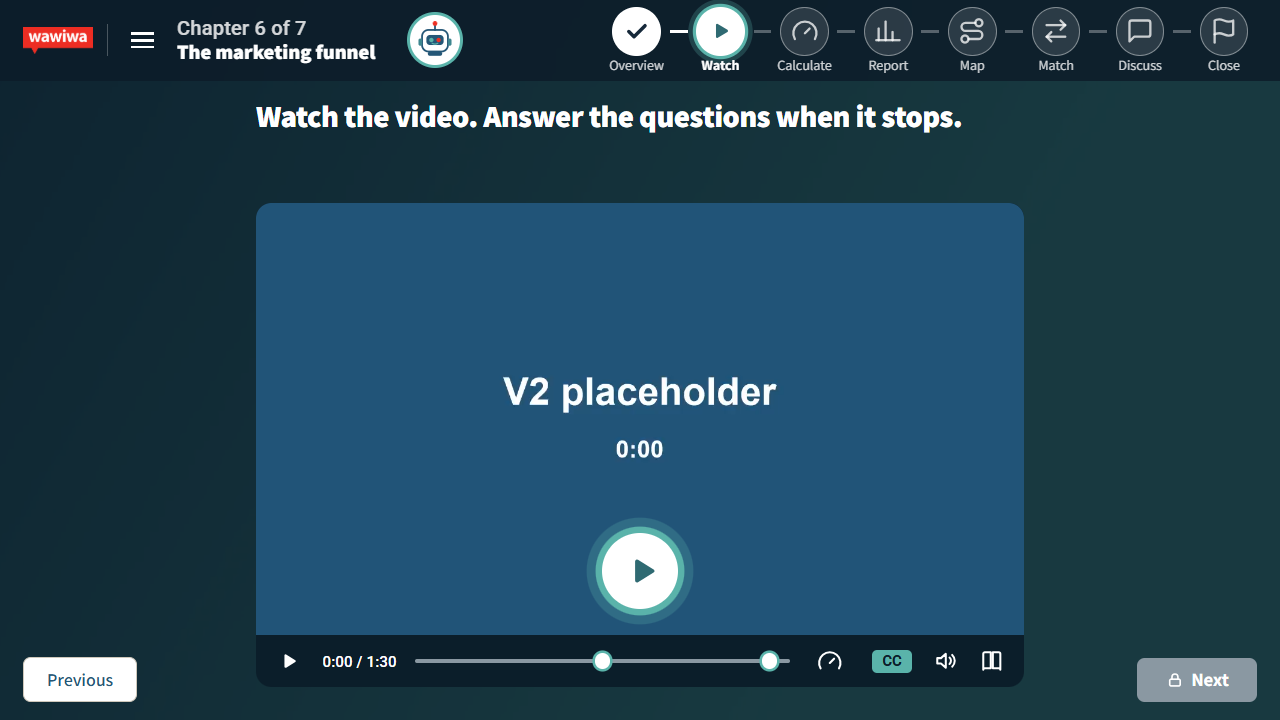 wawiwa
Chapter 6 of 7
The marketing funnel
Overview
Watch
Calculate
Report
Map
Match
Discuss
Close
Watch the video. Answer the questions when it stops.
V2 placeholder
0:00
0:00 / 1:30
CC
Previous
Next